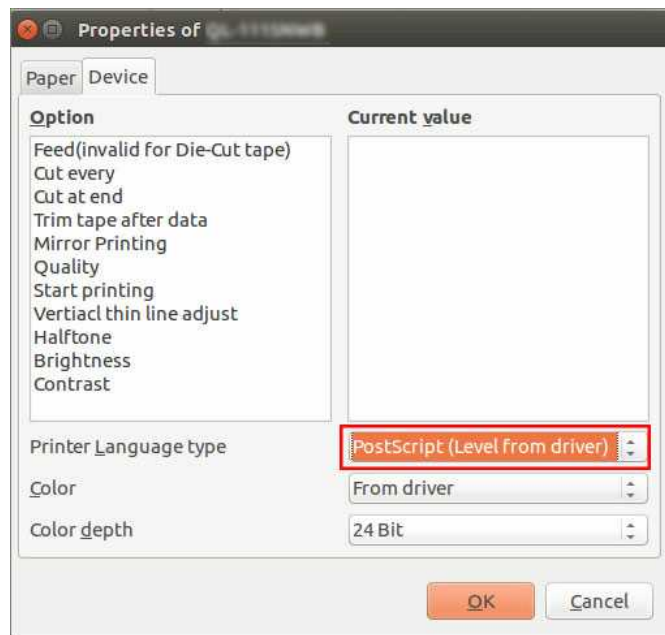 Properties of
Paper Device
Option
Current value
Feed(invalid for Die-Cut tape)
Cut every
Cut at end
Trim tape after data
Mirror Printing
Quality
Start printing
Vertiacl thin line adjust
Halftone
Brightness
Contrast
Printer Language type PostScript (Level from driver)
Color From driver
Color depth 24 Bit
OK Cancel